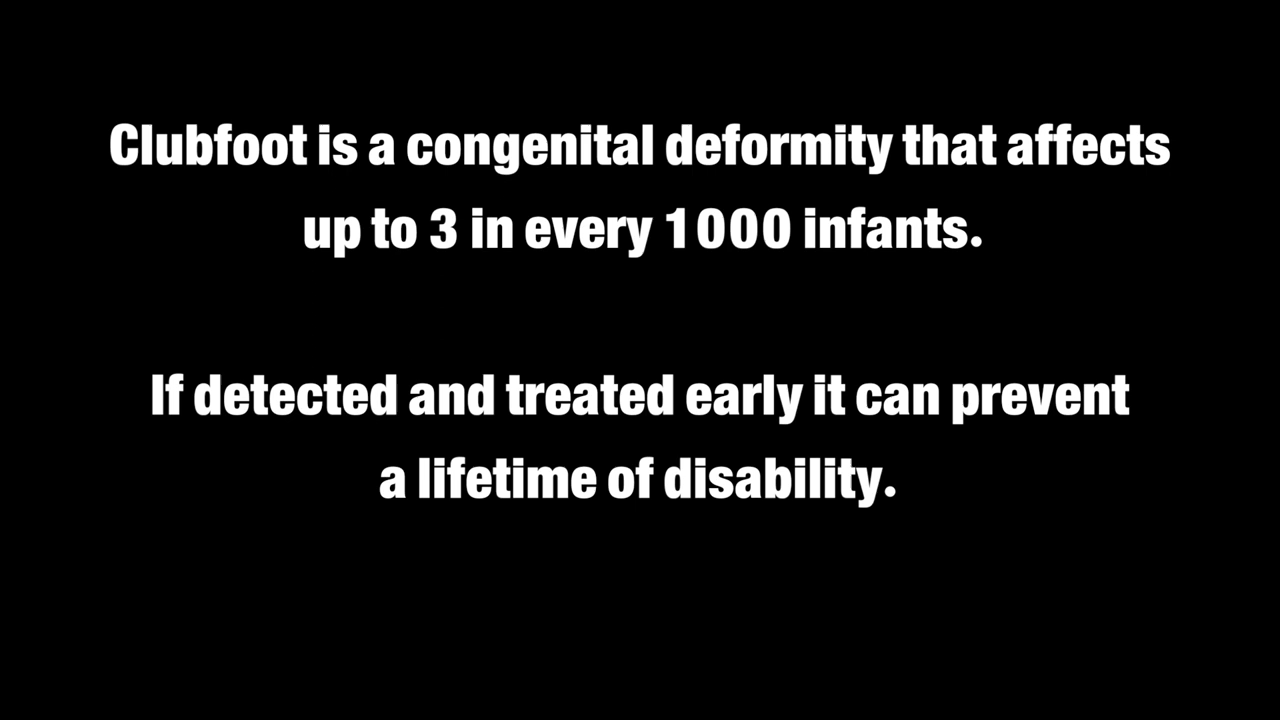 Clubfoot is a congenital deformity that affects
up to 3 in every 1000 infants.
If detected and treated early it can prevent
a lifetime of disability.